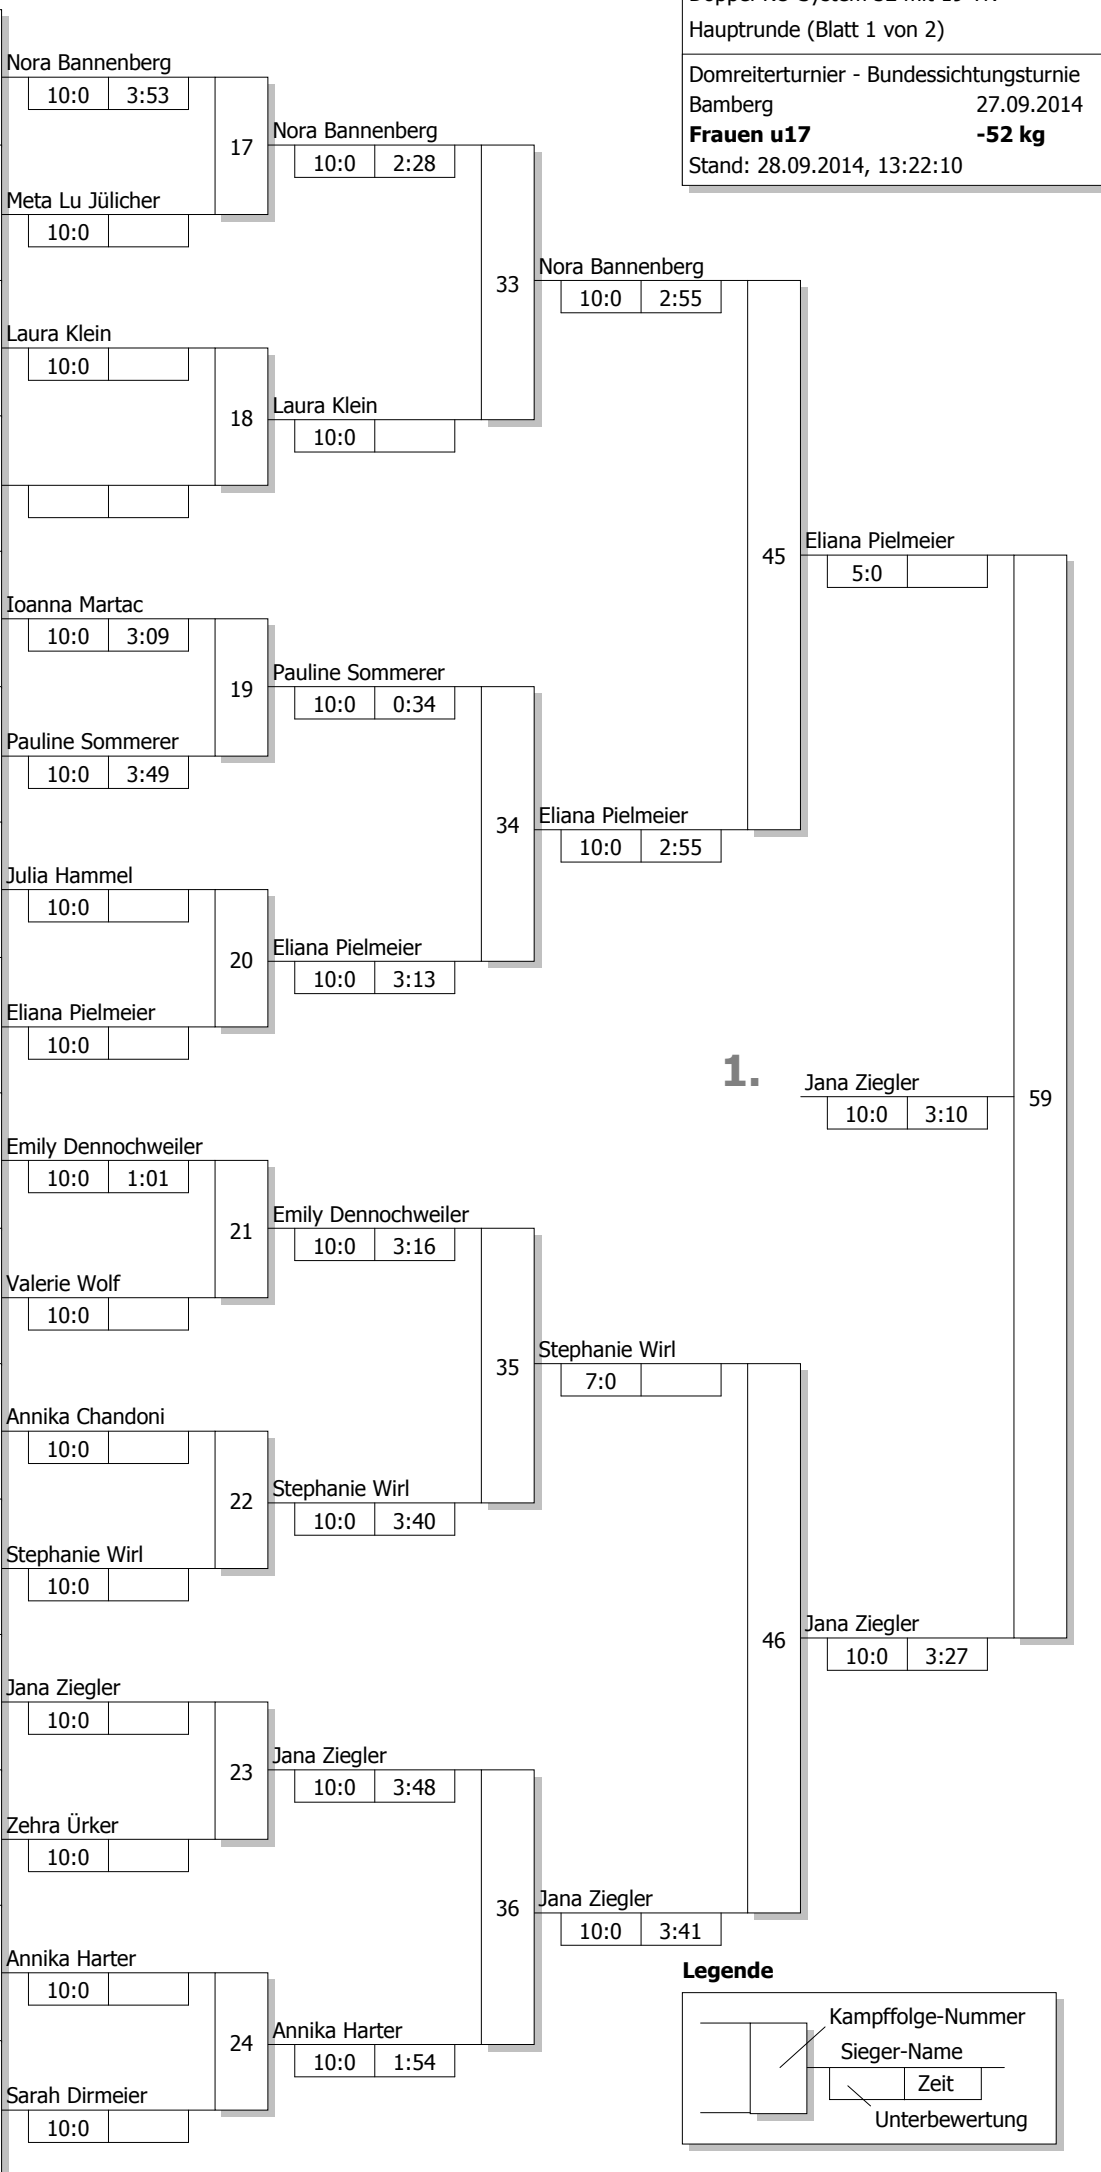 Hauptrunde (Blatt 1 von 2)
Domreiterturnier - Bundessichtungsturnie
Bamberg 27.09.2014
Frauen u17 -52 kg
Stand: 28.09.2014, 13:22:10
Nora Bannenberg
10:0 3:53
17
Meta Lu Jülicher
10:0
Nora Bannenberg
10:0 2:28
33
Laura Klein
10:0
18
Laura Klein
10:0
Nora Bannenberg
10:0 2:55
45
Ioanna Martac
10:0 3:09
19
Pauline Sommerer
10:0 3:49
Pauline Sommerer
10:0 0:34
34
Julia Hammel
10:0
20
Eliana Pielmeier
10:0
Eliana Pielmeier
10:0 3:13
Eliana Pielmeier
10:0 2:55
Eliana Pielmeier
5:0
1.
Jana Ziegler
10:0 3:10
59
Emily Dennochweiler
10:0 1:01
21
Valerie Wolf
10:0
Emily Dennochweiler
10:0 3:16
35
Annika Chandoni
10:0
22
Stephanie Wirl
10:0
Stephanie Wirl
10:0 3:40
Stephanie Wirl
7:0
46
Jana Ziegler
10:0 3:27
Jana Ziegler
10:0
23
Zehra Ürker
10:0
Jana Ziegler
10:0 3:48
36
Annika Harter
10:0
24
Sarah Dirmeier
10:0
Annika Harter
10:0 1:54
Jana Ziegler
10:0 3:41
Legende
Kampffolge-Nummer
Sieger-Name
Zeit
Unterbewertung